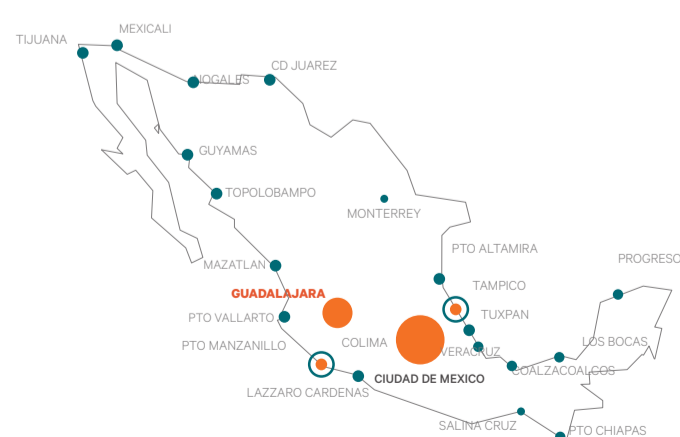 MEXICALI
TIJUANA
CD JUAREZ
NOGALES
GUYAMAS
TOPOLOBAMPO
MONTERREY
PTO ALTAMIRA
PROGRESO
MAZATLAN
TAMPICO
GUADALAJARA
TUXPAN
PTO VALLARTO
PTO MANZANILLO
COLIMA
VERACRUZ
LOS BOCAS
COALZACOALCOS
CIUDAD DE MEXICO
LAZZARO CARDENAS
SALINA CRUZ
PTO CHIAPAS